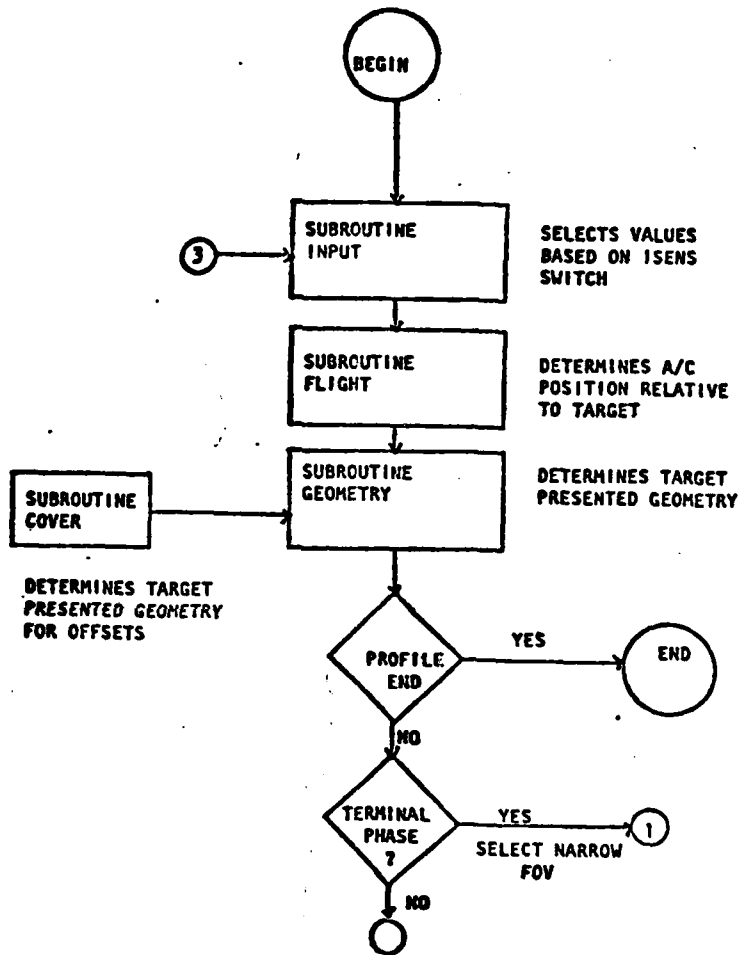 BEGIN
3
SUBROUTINE
INPUT
SELECTS VALUES
BASED ON ISENS
SWITCH
SUBROUTINE
FLIGHT
DETERMINES A/C
POSITION RELATIVE
TO TARGET
SUBROUTINE
GEOMETRY
DETERMINES TARGET
PRESENTED GEOMETRY
SUBROUTINE
COVER
DETERMINES TARGET
PRESENTED GEOMETRY
FOR OFFSETS
PROFILE
END
YES
END
NO
TERMINAL
PHASE
?
YES
1
SELECT NARROW
FOV
NO